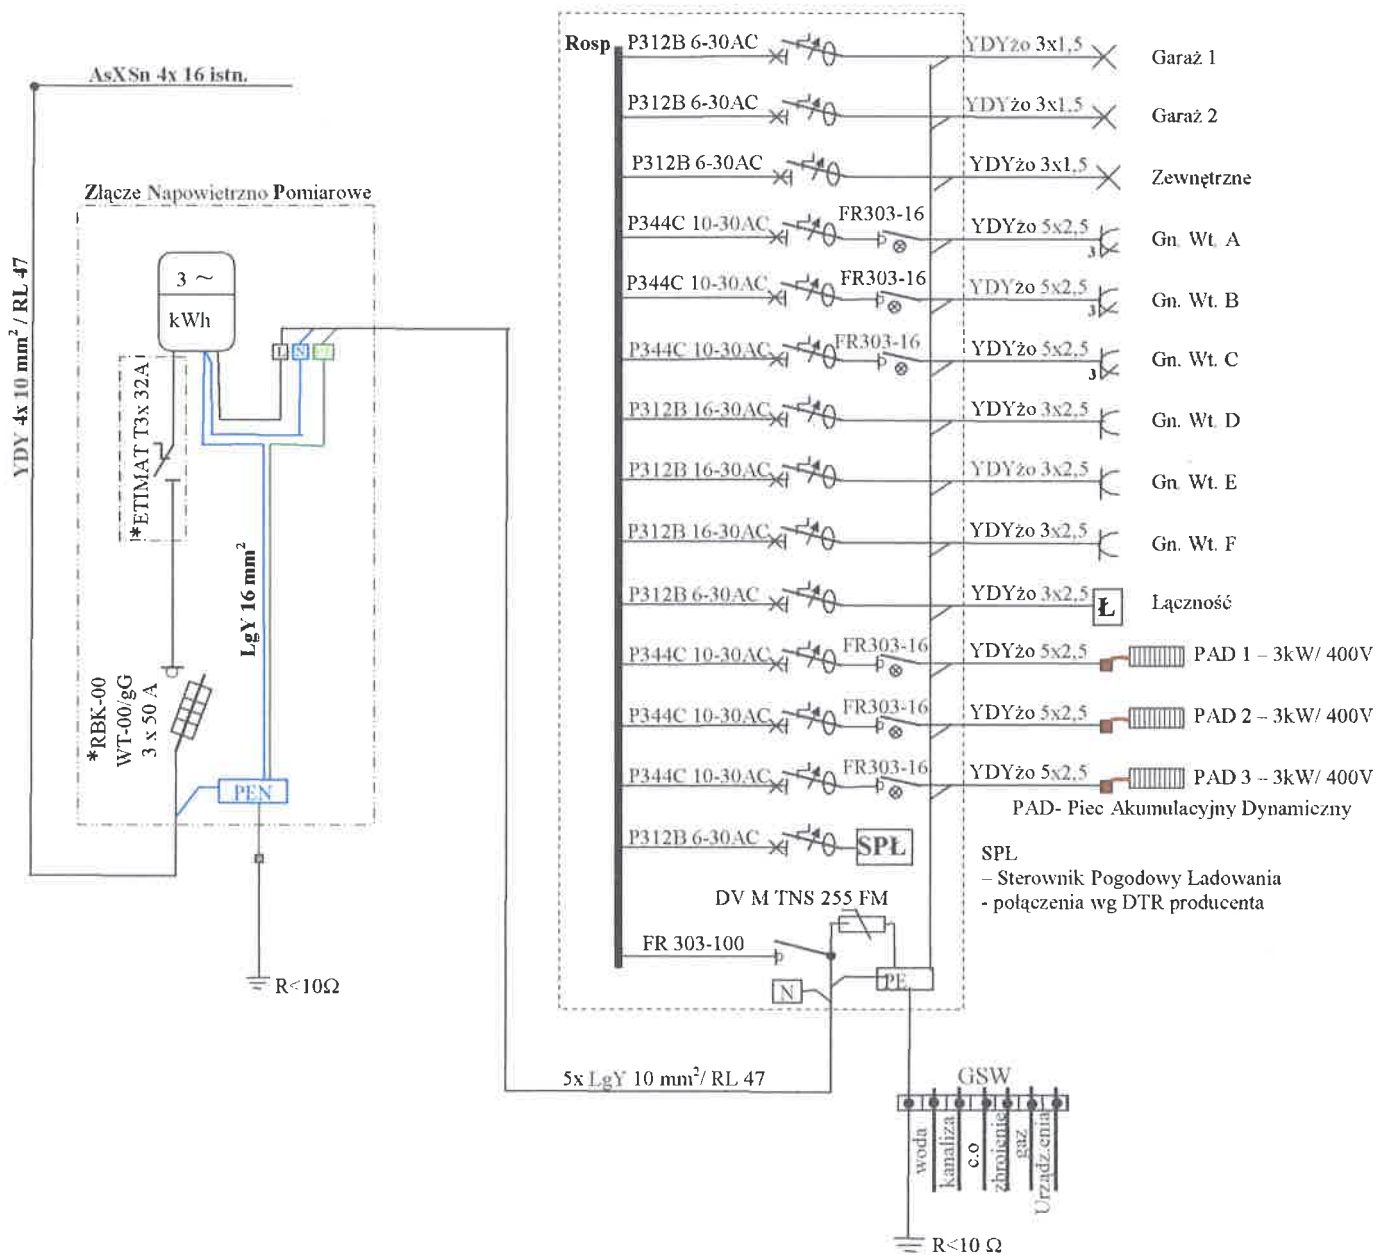 AsXSn 4x 16 istn.
YDY 4x 10 mm² / RL 47
Złącze Napowietrzno Pomiarowe
3 ~
kWh
L N
*ETIMAT T3x 32A
LgY 16 mm²
*RBK-00
WT-00/gG
3 x 50 A
PEN
R<10Ω
5x LgY 10 mm²/ RL 47
Rosp
P312B 6-30AC YDYżo 3x1,5 Garaż 1
P312B 6-30AC YDYżo 3x1,5 Garaż 2
P312B 6-30AC YDYżo 3x1,5 Zewnętrzne
P344C 10-30AC FR303-16 YDYżo 5x2,5 3 Gn. Wt. A
P344C 10-30AC FR303-16 YDYżo 5x2,5 3 Gn. Wt. B
P344C 10-30AC FR303-16 YDYżo 5x2,5 3 Gn. Wt. C
P312B 16-30AC YDYżo 3x2,5 Gn. Wt. D
P312B 16-30AC YDYżo 3x2,5 Gn. Wt. E
P312B 16-30AC YDYżo 3x2,5 Gn. Wt. F
P312B 6-30AC YDYżo 3x2,5 Ł Łączność
P344C 10-30AC FR303-16 YDYżo 5x2,5 PAD 1 – 3kW/ 400V
P344C 10-30AC FR303-16 YDYżo 5x2,5 PAD 2 – 3kW/ 400V
P344C 10-30AC FR303-16 YDYżo 5x2,5 PAD 3 – 3kW/ 400V
PAD- Piec Akumulacyjny Dynamiczny
P312B 6-30AC SPŁ
SPŁ
– Sterownik Pogodowy Ładowania
- połączenia wg DTR producenta
DV M TNS 255 FM
FR 303-100
N
PE
GSW
woda
kanaliza
c.o
zbrojenie
gaz
Urządzenia
R<10 Ω